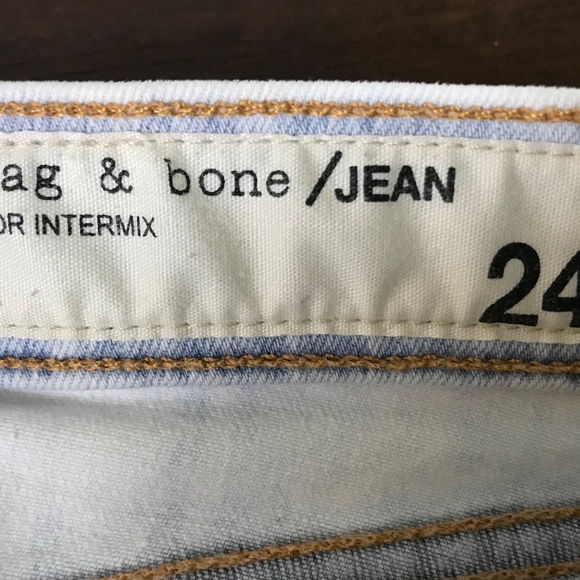 ag & bone/JEAN
OR INTERMIX
24